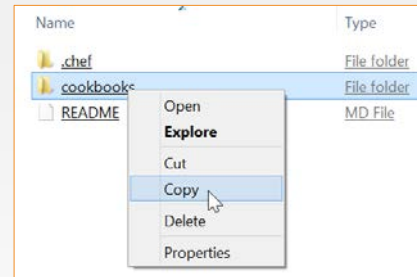 Name Type
.chef File folder
cookbooks File folder
README MD File
Open
Explore
Cut
Copy
Delete
Properties